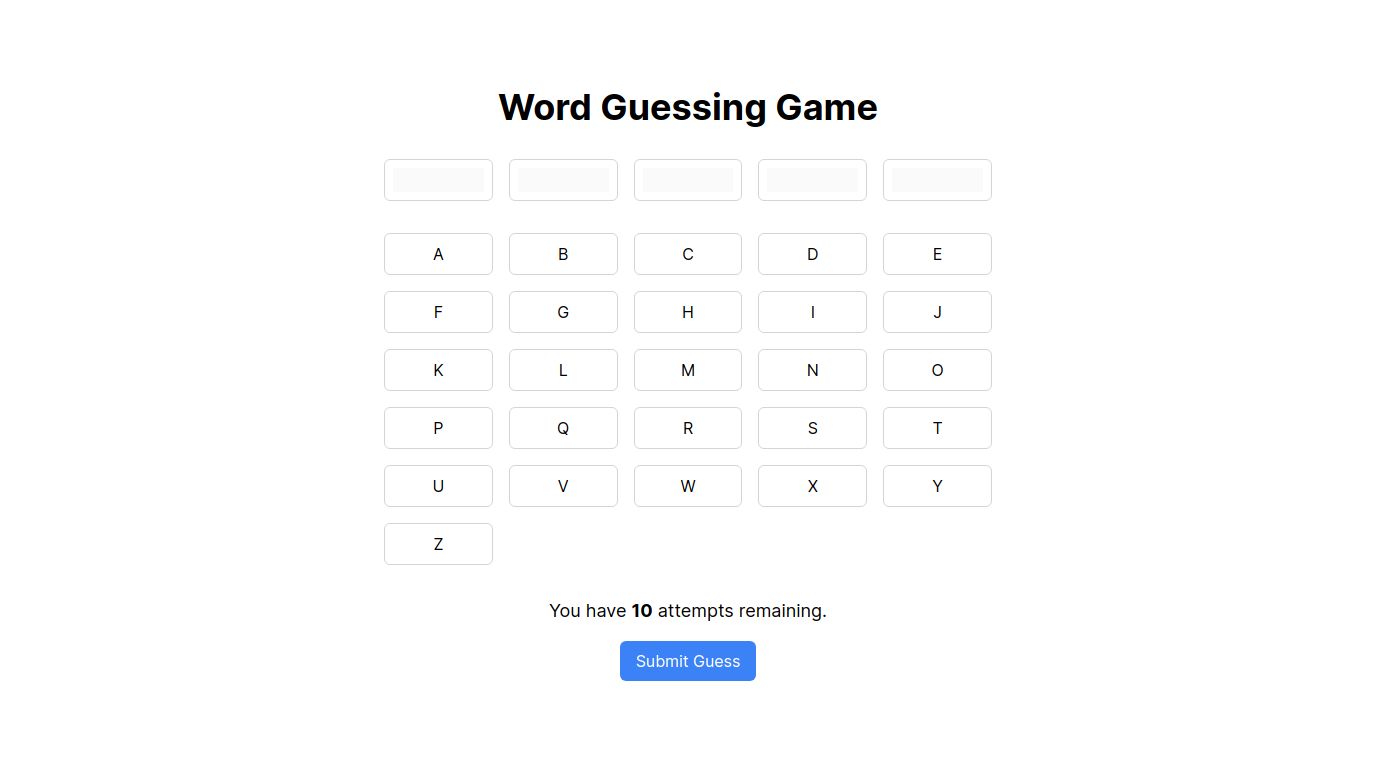 Word Guessing Game
A B C D E
F G H I J
K L M N O
P Q R S T
U V W X Y
Z
You have 10 attempts remaining.
Submit Guess